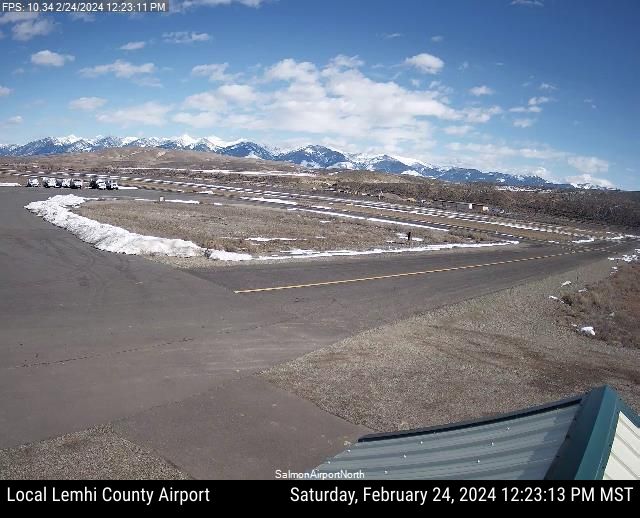 FPS: 10.34 2/24/2024 12:23:11 PM
SalmonAirportNorth
Local Lemhi County Airport Saturday, February 24, 2024 12:23:13 PM MST